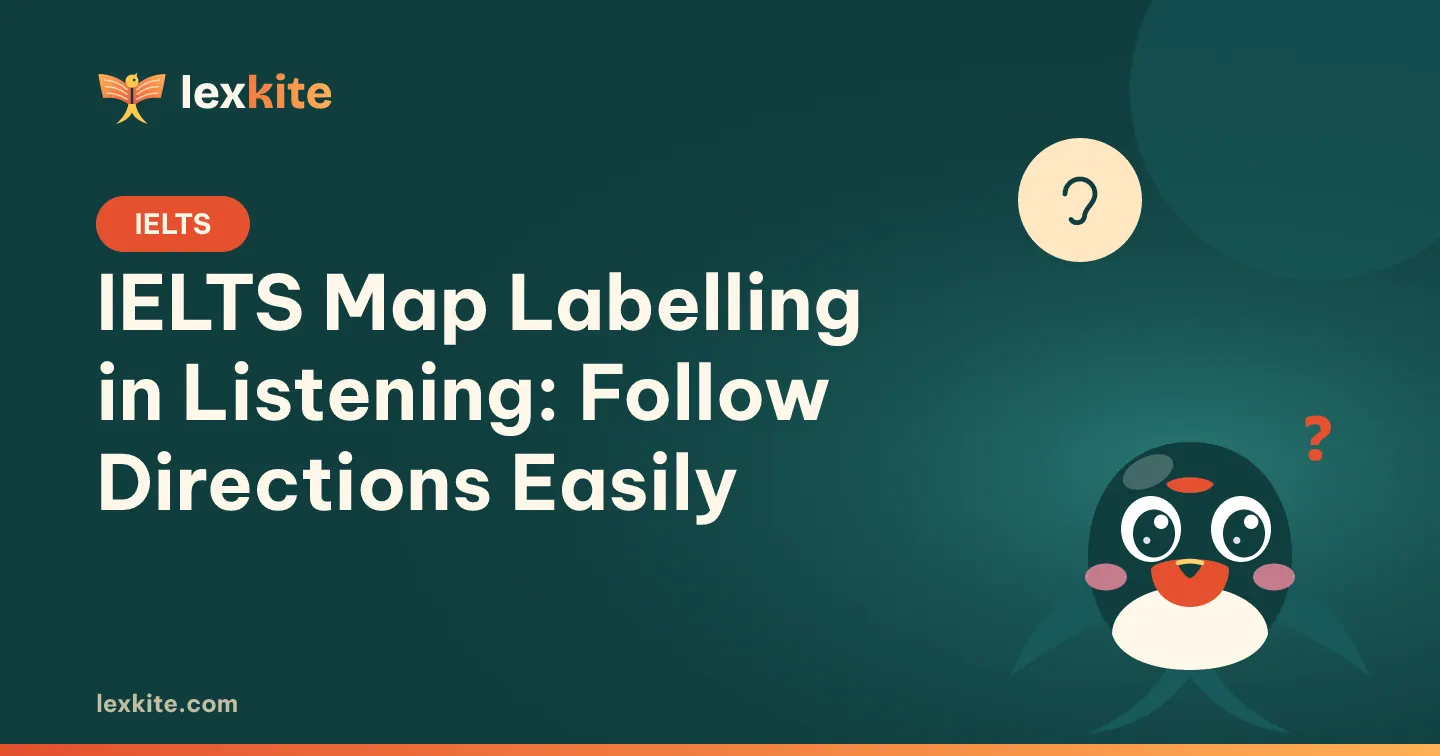 lexkite
IELTS
IELTS Map Labelling
in Listening: Follow
Directions Easily
?
lexkite.com